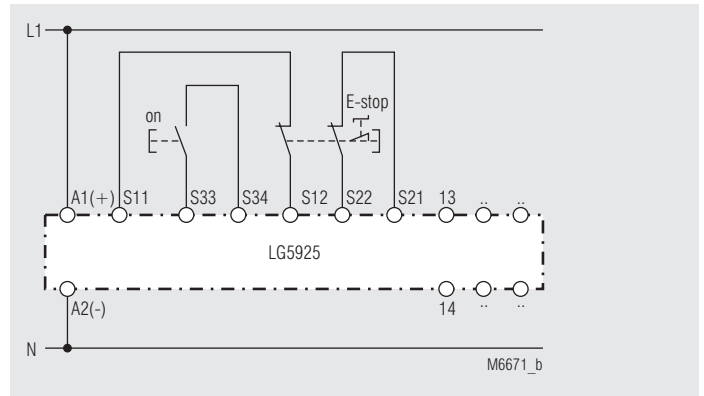 L1
E-stop
on
A1(+) S11 S33 S34 S12 S22 S21 13 .. ..
LG5925
A2(-) 14 .. ..
N
M6671_b